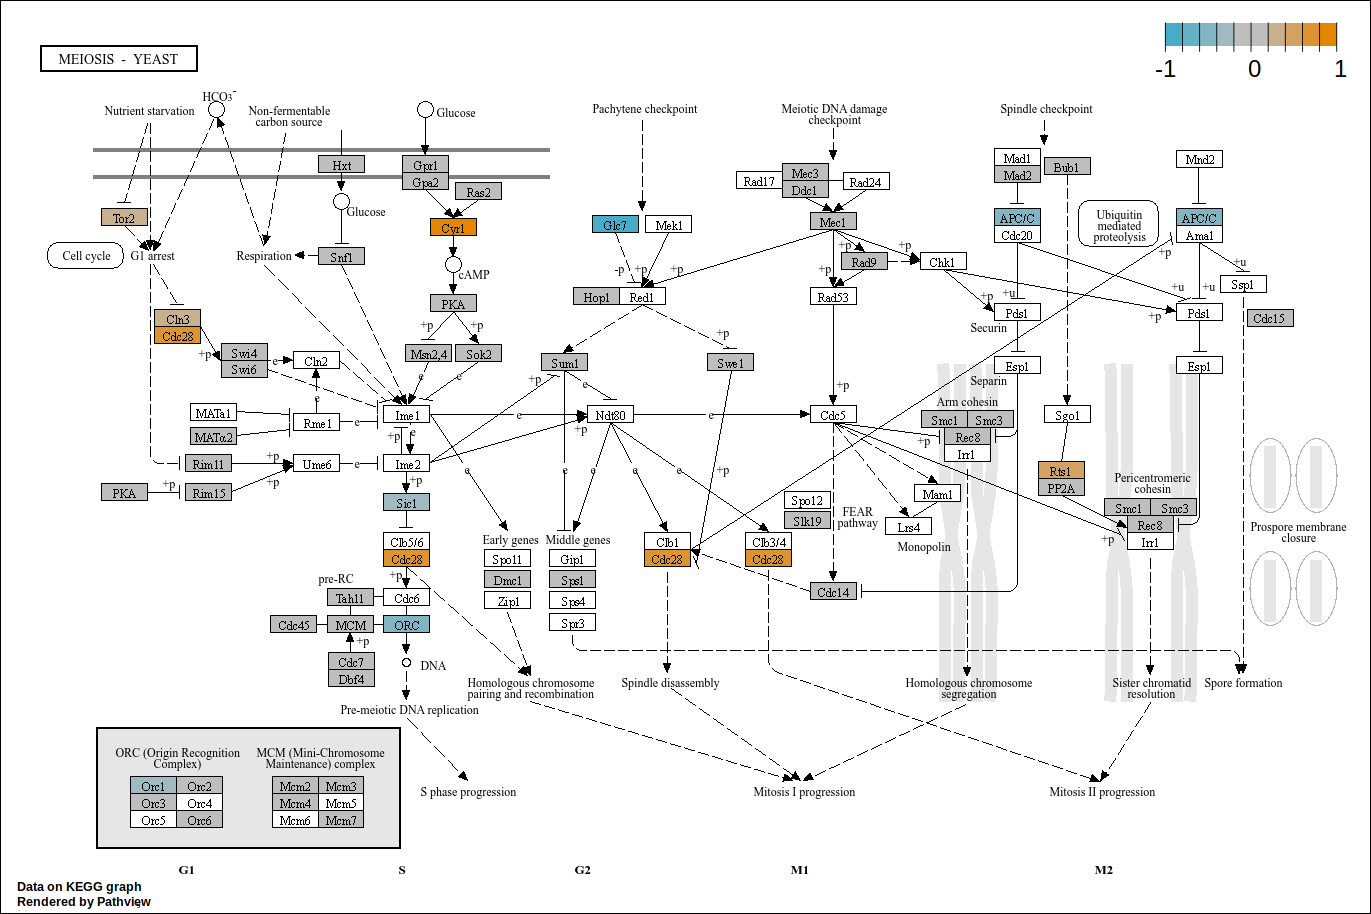 MEIOSIS - YEAST
-1 0 1
Nutrient starvation
HCO3-
Non-fermentable
carbon source
Glucose
Pachytene checkpoint
Meiotic DNA damage
checkpoint
Spindle checkpoint
Hxt
Gpr1
Gpa2
Ras2
Glucose
Tor2
Cyr1
Cell cycle
G1 arrest
Respiration
Snf1
cAMP
PKA
+p
+p
Glc7
Mek1
-p
+p
+p
Hop1
Red1
Rad17
Mec3
Ddc1
Rad24
Mec1
+p
+p
+p
Rad9
Chk1
Rad53
Mad1
Mad2
Bub1
Mnd2
APC/C
Cdc20
Ubiquitin
mediated
proteolysis
APC/C
Ama1
+p
+u
Ssp1
+u
+p
Pds1
Securin
+u
+p
Pds1
Cdc15
Cln3
Cdc28
+p
Swi4
Swi6
e
Cln2
Msn2,4
Sok2
e
e
Sum1
+p
e
+p
Swe1
+p
Esp1
Separin
Esp1
MATa1
MATα2
e
Rme1
e
Ime1
+p
e
e
Ndt80
+p
e
Cdc5
Arm cohesin
Smc1
Smc3
Rec8
Irr1
+p
Sgo1
Rim11
+p
PKA
+p
Rim15
+p
Ume6
e
Ime2
e
e
e
e
e
+p
Rts1
PP2A
Pericentromeric
cohesin
Smc1
Smc3
Rec8
Irr1
+p
Sic1
Spo12
Slk19
FEAR
pathway
Mam1
Lrs4
Monopolin
Prospore membrane
closure
Clb5/6
Cdc28
+p
Early genes
Spo11
Dmc1
Zip1
Middle genes
Gip1
Sps1
Sps4
Spr3
Clb1
Cdc28
Clb3/4
Cdc28
Cdc14
pre-RC
Tah11
Cdc6
Cdc45
MCM
ORC
+p
Cdc7
Dbf4
DNA
Pre-meiotic DNA replication
Homologous chromosome
pairing and recombination
Spindle disassembly
Homologous chromosome
segregation
Sister chromatid
resolution
Spore formation
ORC (Origin Recognition
Complex)
Orc1
Orc2
Orc3
Orc4
Orc5
Orc6
MCM (Mini-Chromosome
Maintenance) complex
Mcm2
Mcm3
Mcm4
Mcm5
Mcm6
Mcm7
S phase progression
Mitosis I progression
Mitosis II progression
G1
S
G2
M1
M2
Data on KEGG graph
Rendered by Pathview